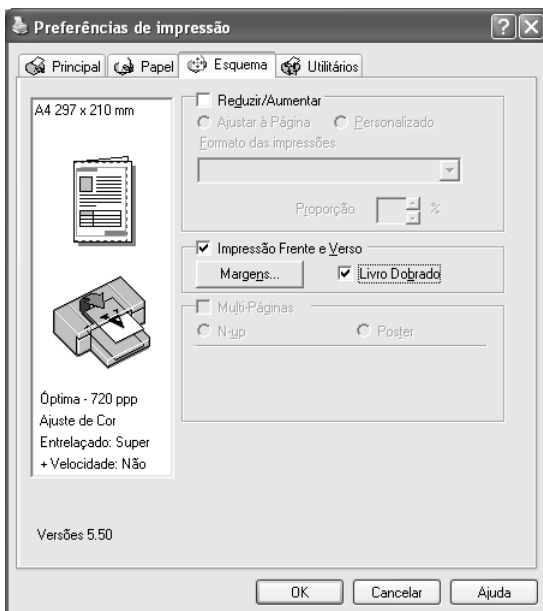 Preferências de impressão
Principal Papel Esquema Utilitários
A4 297 x 210 mm
Óptima - 720 ppp
Ajuste de Cor
Entrelaçado: Super
+ Velocidade: Não
Versões 5.50
Reduzir/Aumentar
Ajustar à Página Personalizado
Formato das impressões
Proporção %
Impressão Frente e Verso
Margens... Livro Dobrado
Multi-Páginas
N-up Poster
OK Cancelar Ajuda